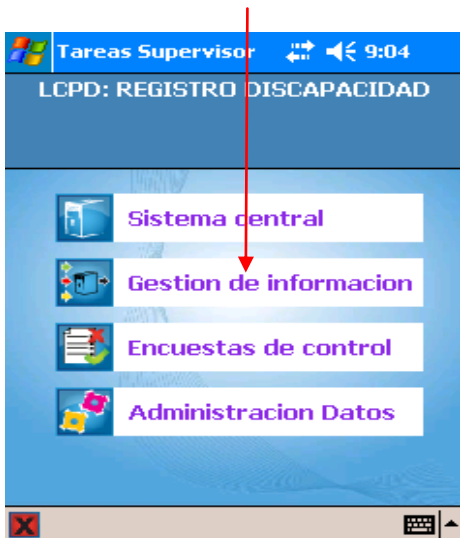 Tareas Supervisor 9:04
LCPD: REGISTRO DISCAPACIDAD
Sistema central
Gestion de informacion
Encuestas de control
Administracion Datos